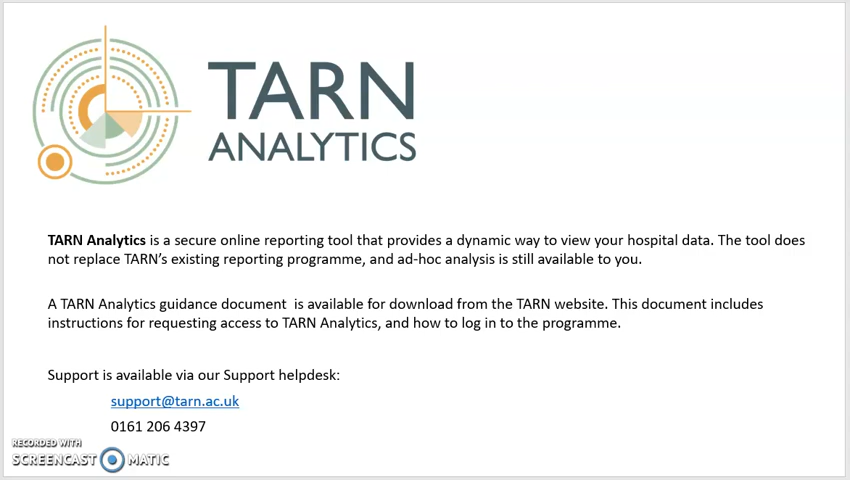 TARN
ANALYTICS
TARN Analytics is a secure online reporting tool that provides a dynamic way to view your hospital data. The tool does
not replace TARN’s existing reporting programme, and ad-hoc analysis is still available to you.
A TARN Analytics guidance document  is available for download from the TARN website. This document includes
instructions for requesting access to TARN Analytics, and how to log in to the programme.
Support is available via our Support helpdesk:
support@tarn.ac.uk
0161 206 4397
RECORDED WITH
SCREENCAST MATIC